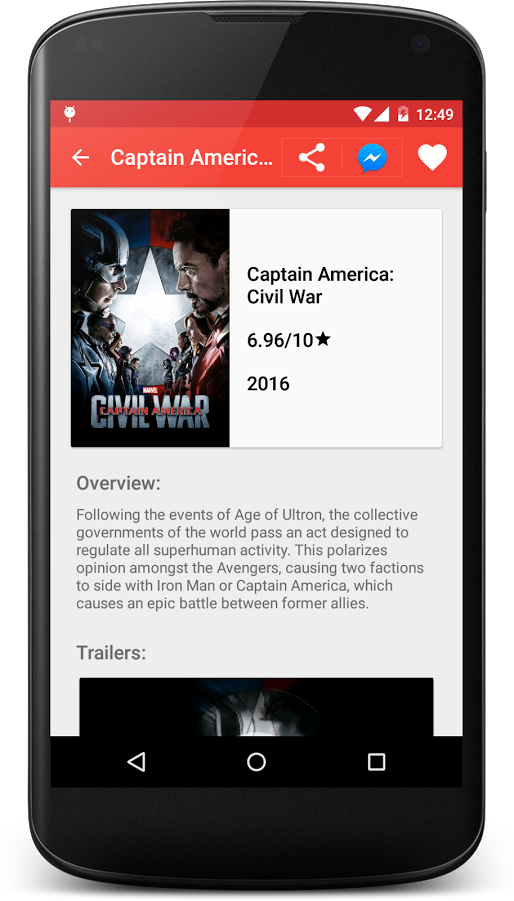 12:49
Captain Americ...
Captain America:
Civil War
6.96/10★
2016
MARVEL
CAPTAIN AMERICA
CIVIL WAR
Overview:
Following the events of Age of Ultron, the collective
governments of the world pass an act designed to
regulate all superhuman activity. This polarizes
opinion amongst the Avengers, causing two factions
to side with Iron Man or Captain America, which
causes an epic battle between former allies.
Trailers: